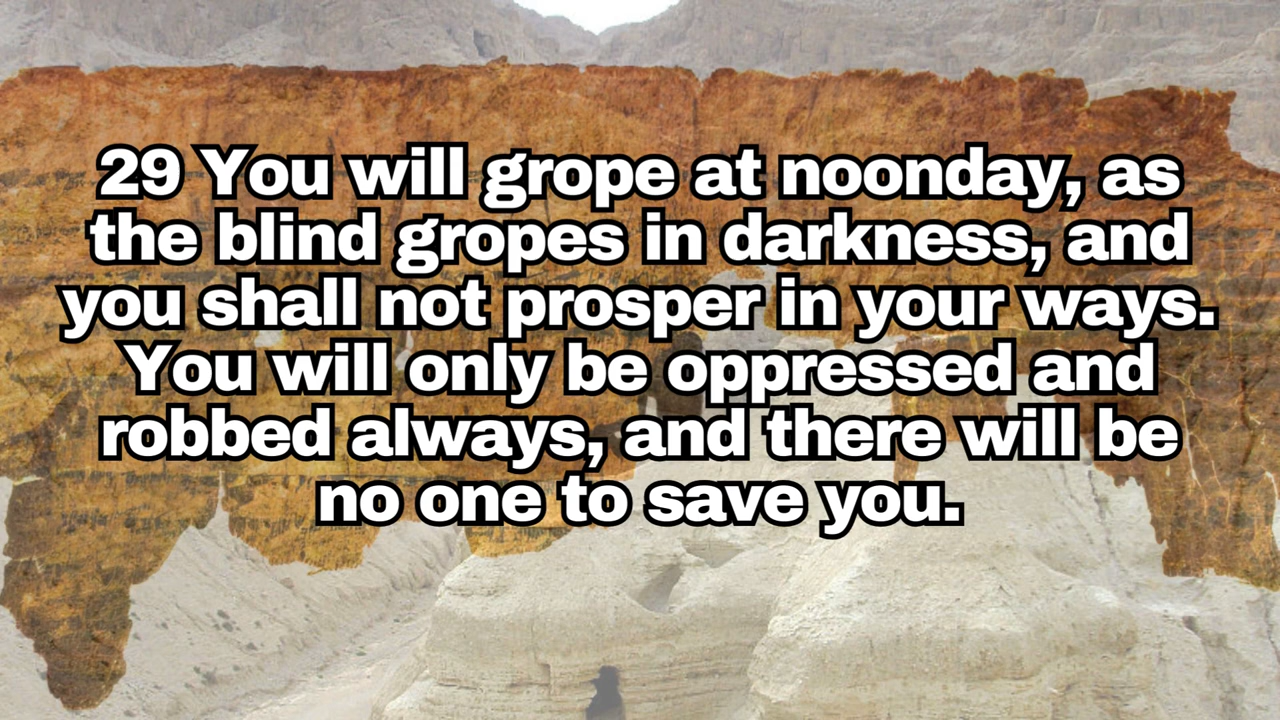 29 You will grope at noonday, as
the blind gropes in darkness, and
you shall not prosper in your ways.
You will only be oppressed and
robbed always, and there will be
no one to save you.